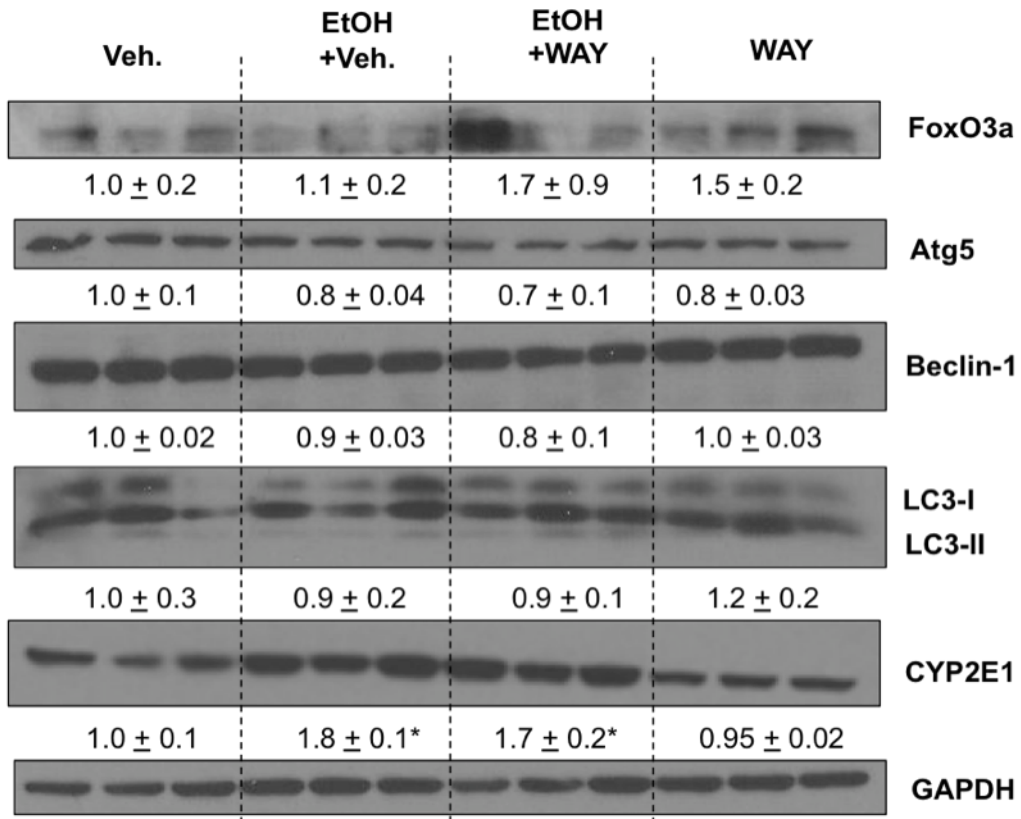 Veh.
EtOH
+Veh.
EtOH
+WAY
WAY
FoxO3a
1.0 ± 0.2 1.1 ± 0.2 1.7 ± 0.9 1.5 ± 0.2
Atg5
1.0 ± 0.1 0.8 ± 0.04 0.7 ± 0.1 0.8 ± 0.03
Beclin-1
1.0 ± 0.02 0.9 ± 0.03 0.8 ± 0.1 1.0 ± 0.03
LC3-I
LC3-II
1.0 ± 0.3 0.9 ± 0.2 0.9 ± 0.1 1.2 ± 0.2
CYP2E1
1.0 ± 0.1 1.8 ± 0.1* 1.7 ± 0.2* 0.95 ± 0.02
GAPDH